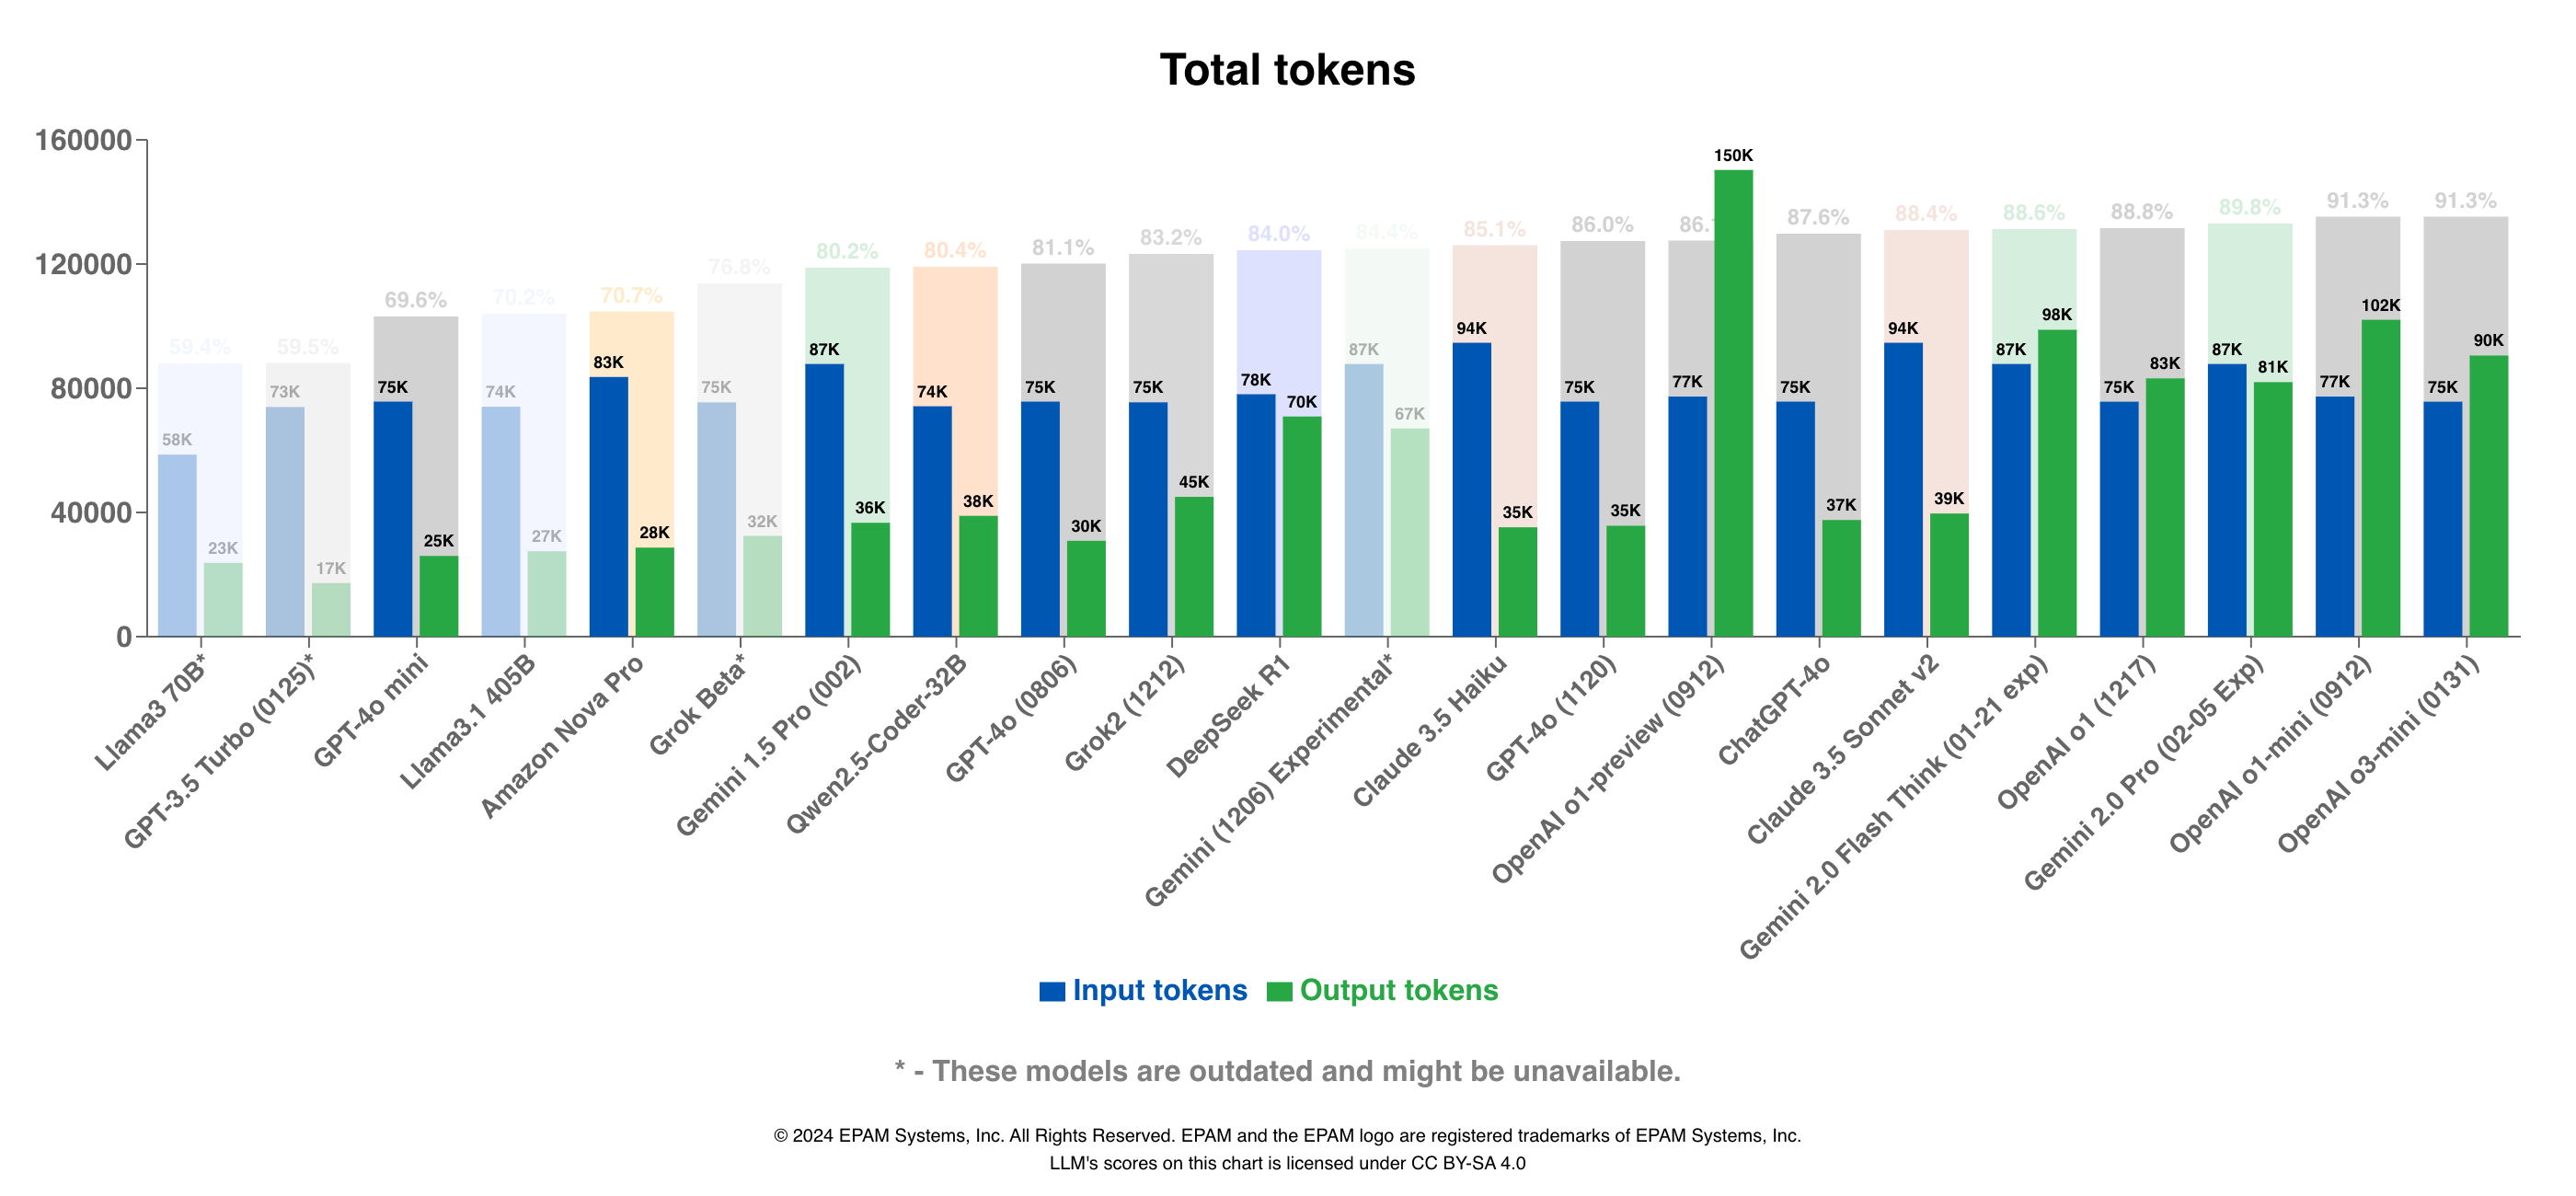 Total tokens
160000
120000
80000
40000
0
59.4%
59.5%
69.6%
70.2%
70.7%
76.8%
80.2%
80.4%
81.1%
83.2%
84.0%
84.4%
85.1%
86.0%
86.
87.6%
88.4%
88.6%
88.8%
89.8%
91.3%
91.3%
58K
23K
73K
17K
75K
25K
74K
27K
83K
28K
75K
32K
87K
36K
74K
38K
75K
30K
75K
45K
78K
70K
87K
67K
94K
35K
75K
35K
77K
150K
75K
37K
94K
39K
87K
98K
75K
83K
87K
81K
77K
102K
75K
90K
Llama3 70B*
GPT-3.5 Turbo (0125)*
GPT-4o mini
Llama3.1 405B
Amazon Nova Pro
Grok Beta*
Gemini 1.5 Pro (002)
Qwen2.5-Coder-32B
GPT-4o (0806)
Grok2 (1212)
DeepSeek R1
Gemini (1206) Experimental*
Claude 3.5 Haiku
GPT-4o (1120)
OpenAI o1-preview (0912)
ChatGPT-4o
Claude 3.5 Sonnet v2
Gemini 2.0 Flash Think (01-21 exp)
OpenAI o1 (1217)
Gemini 2.0 Pro (02-05 Exp)
OpenAI o1-mini (0912)
OpenAI o3-mini (0131)
Input tokens Output tokens
* - These models are outdated and might be unavailable.
© 2024 EPAM Systems, Inc. All Rights Reserved. EPAM and the EPAM logo are registered trademarks of EPAM Systems, Inc.
LLM's scores on this chart is licensed under CC BY-SA 4.0